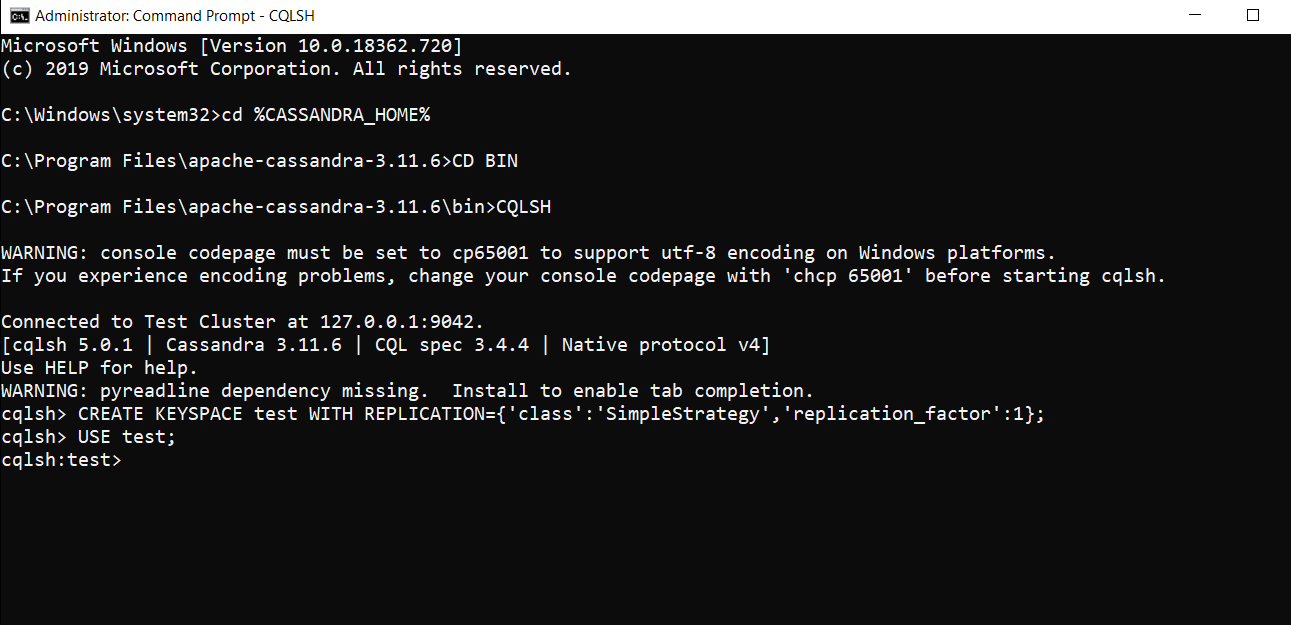 Administrator: Command Prompt - CQLSH
Microsoft Windows [Version 10.0.18362.720]
(c) 2019 Microsoft Corporation. All rights reserved.
C:\Windows\system32>cd %CASSANDRA_HOME%
C:\Program Files\apache-cassandra-3.11.6>CD BIN
C:\Program Files\apache-cassandra-3.11.6\bin>CQLSH
WARNING: console codepage must be set to cp65001 to support utf-8 encoding on Windows platforms.
If you experience encoding problems, change your console codepage with 'chcp 65001' before starting cqlsh.
Connected to Test Cluster at 127.0.0.1:9042.
[cqlsh 5.0.1 | Cassandra 3.11.6 | CQL spec 3.4.4 | Native protocol v4]
Use HELP for help.
WARNING: pyreadline dependency missing.  Install to enable tab completion.
cqlsh> CREATE KEYSPACE test WITH REPLICATION={'class':'SimpleStrategy','replication_factor':1};
cqlsh> USE test;
cqlsh:test>